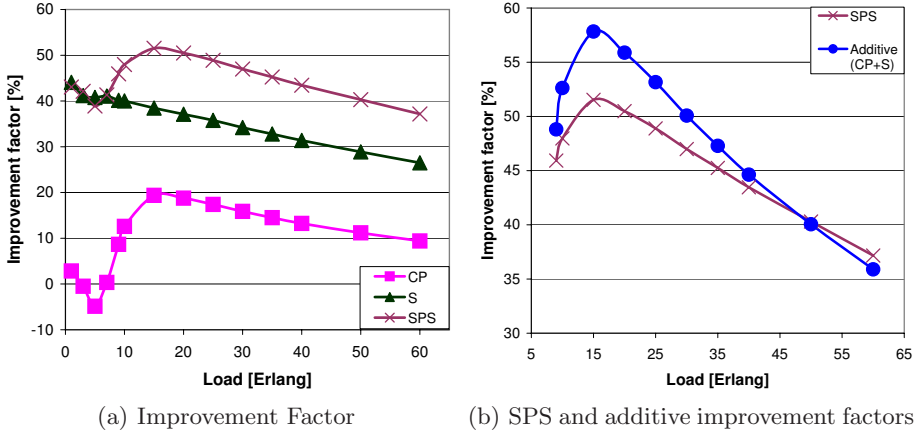 60
50
40
30
20
10
0
-10
Improvement Factor [%]
0 10 20 30 40 50 60
Load [Erlang]
CP
S
SPS
(a) Improvement Factor
60
55
50
45
40
35
30
Improvement factor [%]
5 15 25 35 45 55 65
Load [Erlang]
SPS
Additive
(CP+S)
(b) SPS and additive improvement factors